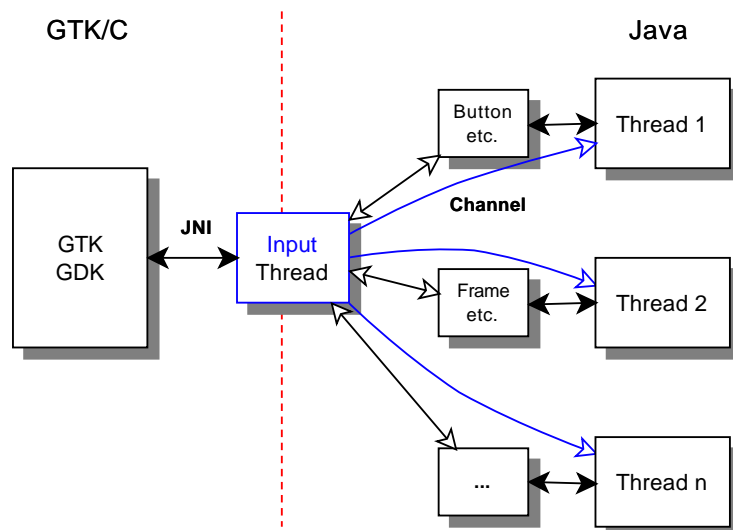 GTK/C
Java
Button
etc.
Thread 1
Channel
JNI
GTK
GDK
Input
Thread
Frame
etc.
Thread 2
...
Thread n